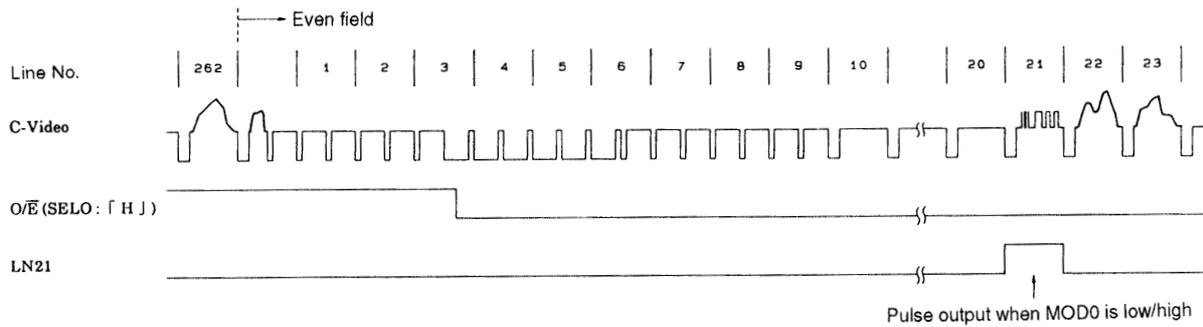 Even field
Line No. 262 1 2 3 4 5 6 7 8 9 10 20 21 22 23
C-Video
O/E̅ (SELO : 「 H 」)
LN21
Pulse output when MOD0 is low/high